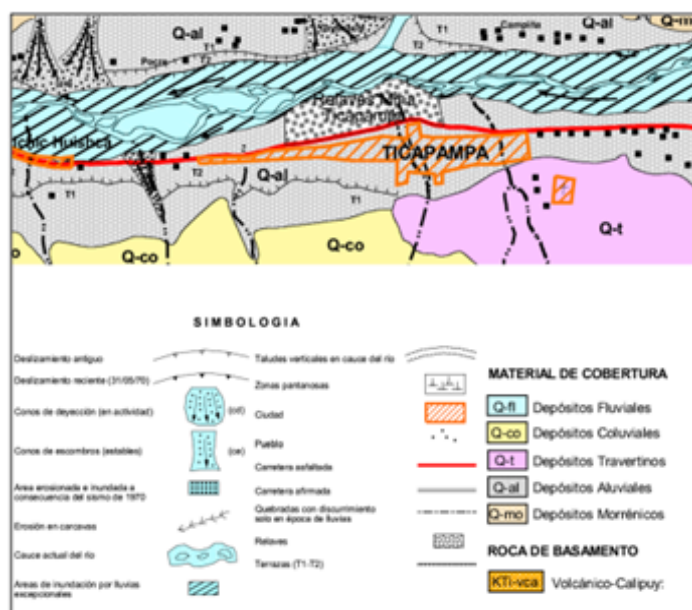 Q-al
T1
T2
Campiña
Q-al
Q-m
Pocra
T1
T2
Relaves Mina
Ticapampa
TICAPAMPA
T2
Q-al
T1
T1
Q-t
Q-co
Q-co
SIMBOLOGIA
Deslizamiento antiguo
Deslizamiento reciente (31/05/70)
Conos de deyección (en actividad)
(cd)
Conos de escombros (estables)
(ce)
Area erosionada e inundada a
consecuencia del sismo de 1970
Erosión en carcavas
Cauce actual del río
Areas de inundación por lluvias
excepcionales
Taludes verticales en cauce del río
Zonas pantanosas
Ciudad
Pueblo
Carretera asfaltada
Carretera afirmada
Quebradas con discurrimiento
solo en época de lluvias
Relaves
Terrazas (T1-T2)
MATERIAL DE COBERTURA
Q-fl Depósitos Fluviales
Q-co Depósitos Coluviales
Q-t Depósitos Travertinos
Q-al Depósitos Aluviales
Q-mo Depósitos Morrénicos
ROCA DE BASAMENTO
KTi-vca Volcánico-Calipuy: